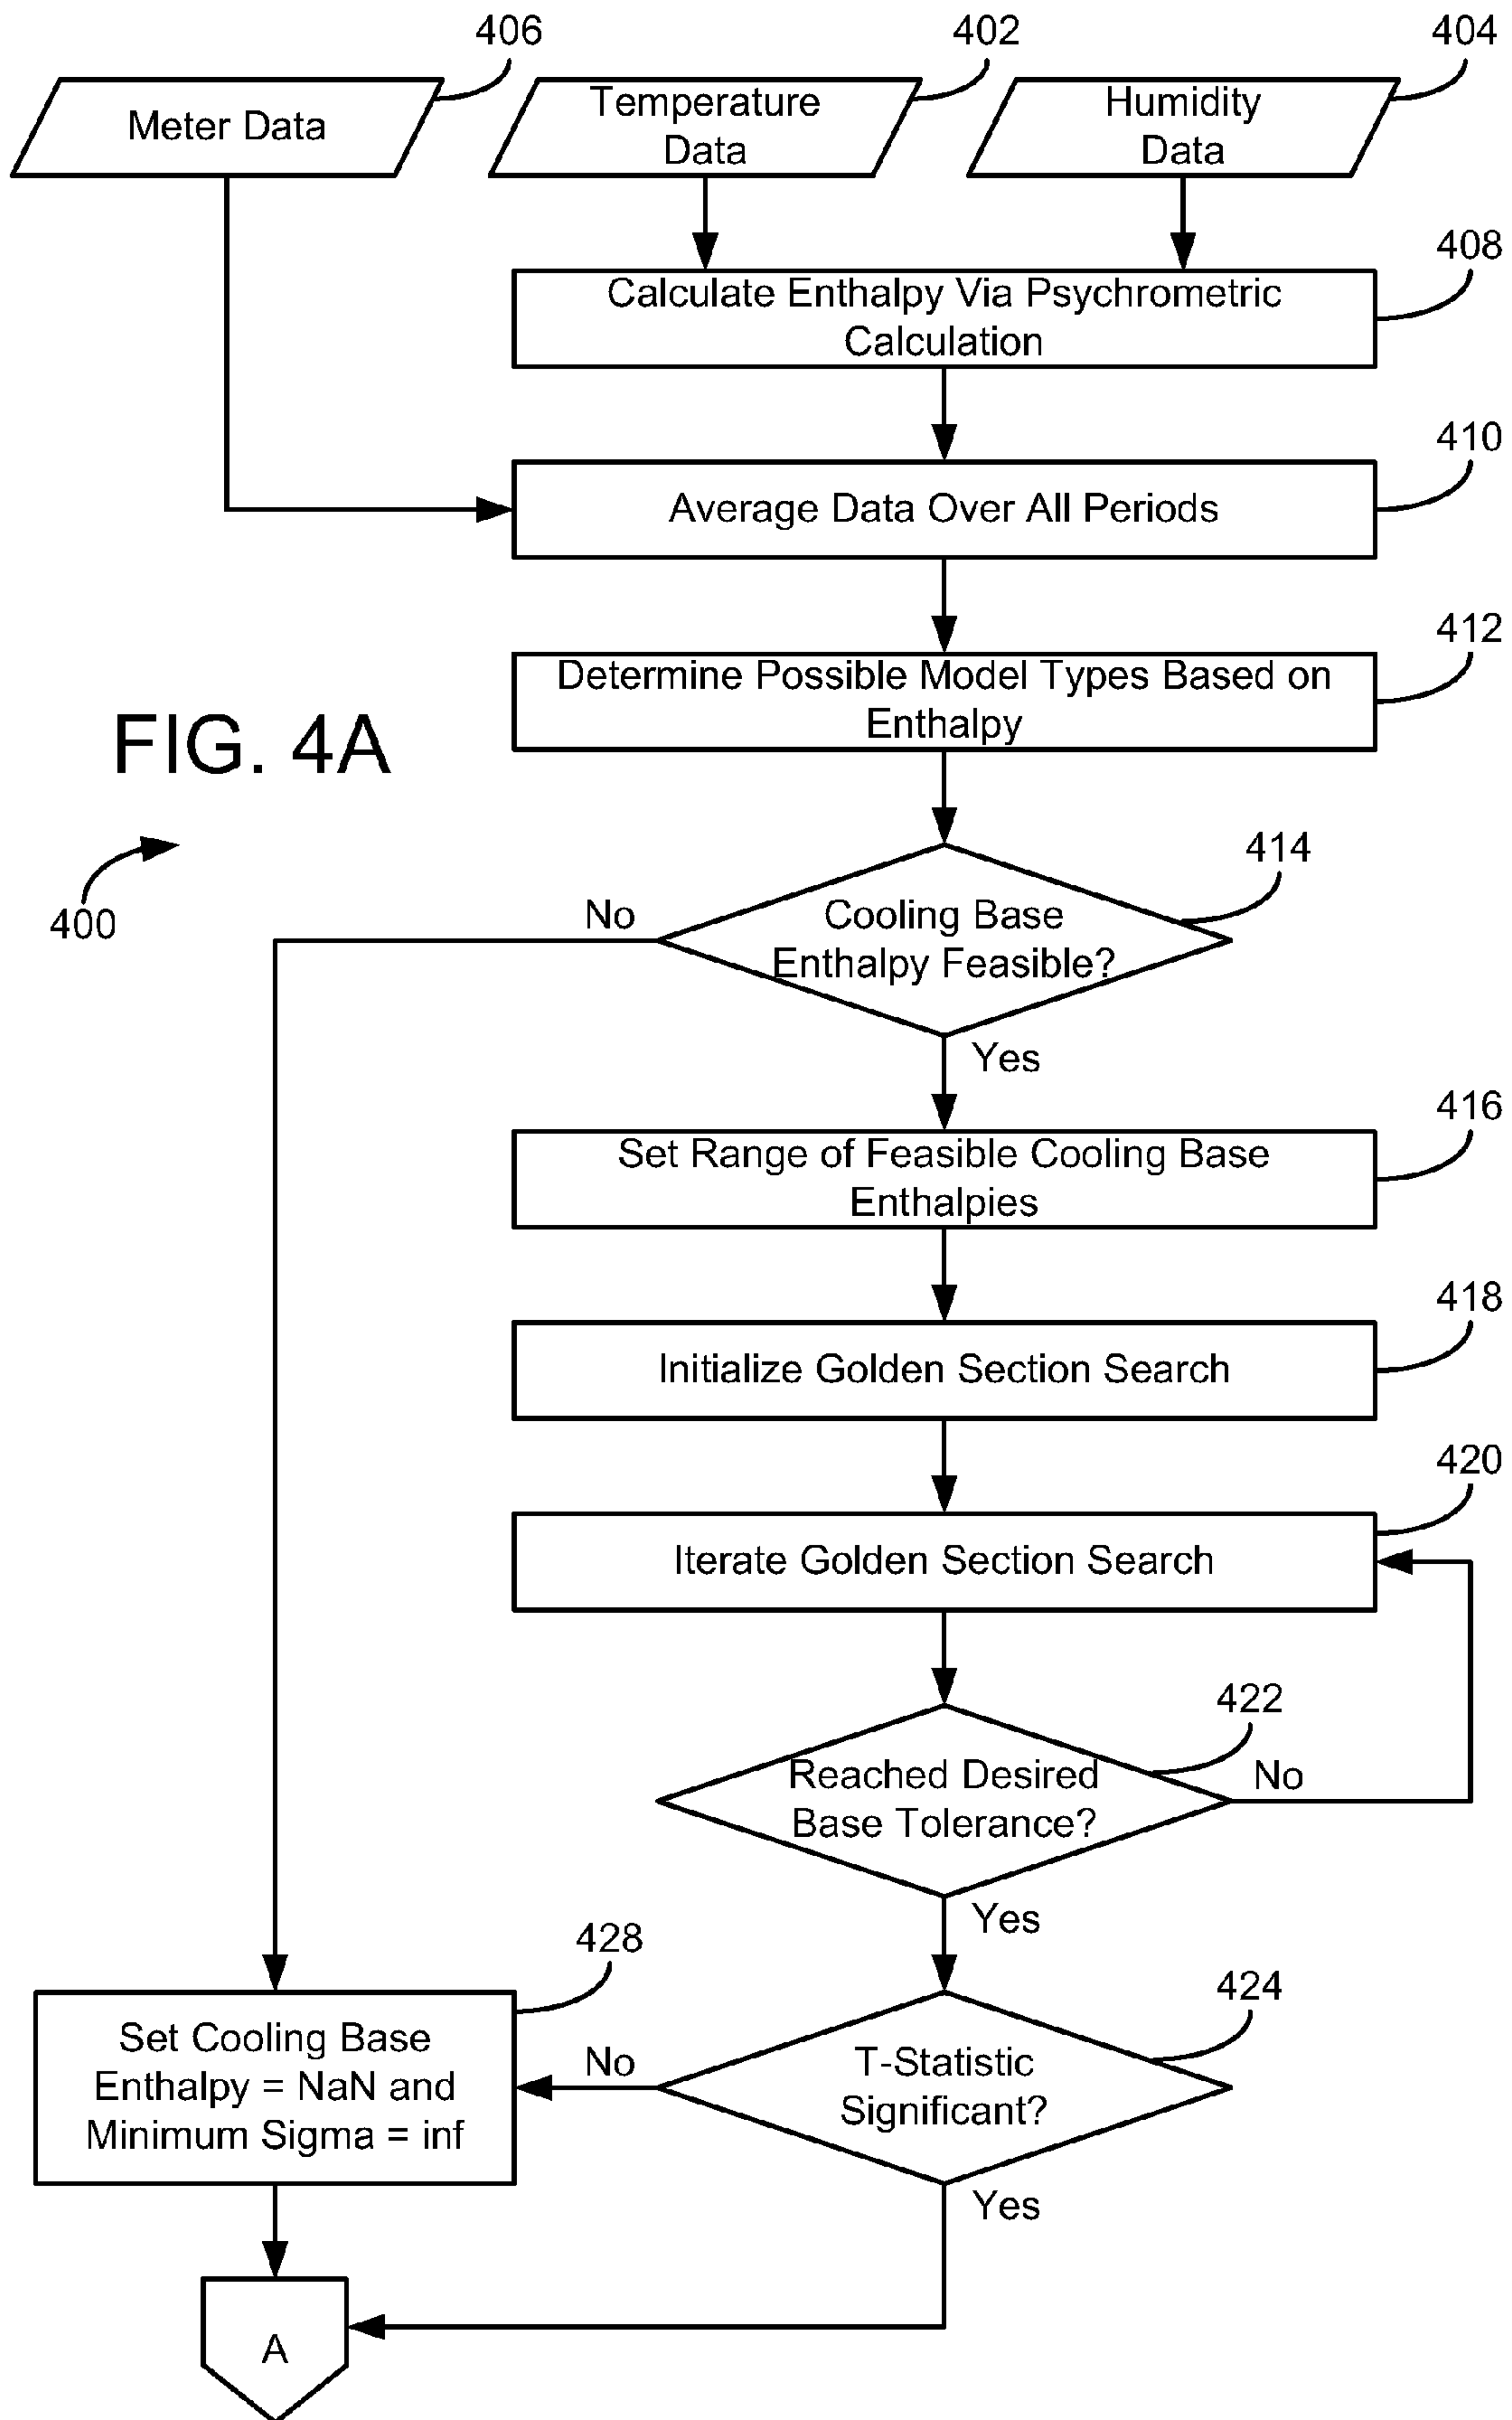 406
402
404
Meter Data
Temperature
Data
Humidity
Data
408
Calculate Enthalpy Via Psychrometric
Calculation
410
Average Data Over All Periods
412
Determine Possible Model Types Based on
Enthalpy
FIG. 4A
400
414
No
Cooling Base
Enthalpy Feasible?
Yes
416
Set Range of Feasible Cooling Base
Enthalpies
418
Initialize Golden Section Search
420
Iterate Golden Section Search
422
Reached Desired
Base Tolerance?
No
Yes
428
424
Set Cooling Base
Enthalpy = NaN and
Minimum Sigma = inf
No
T-Statistic
Significant?
Yes
A